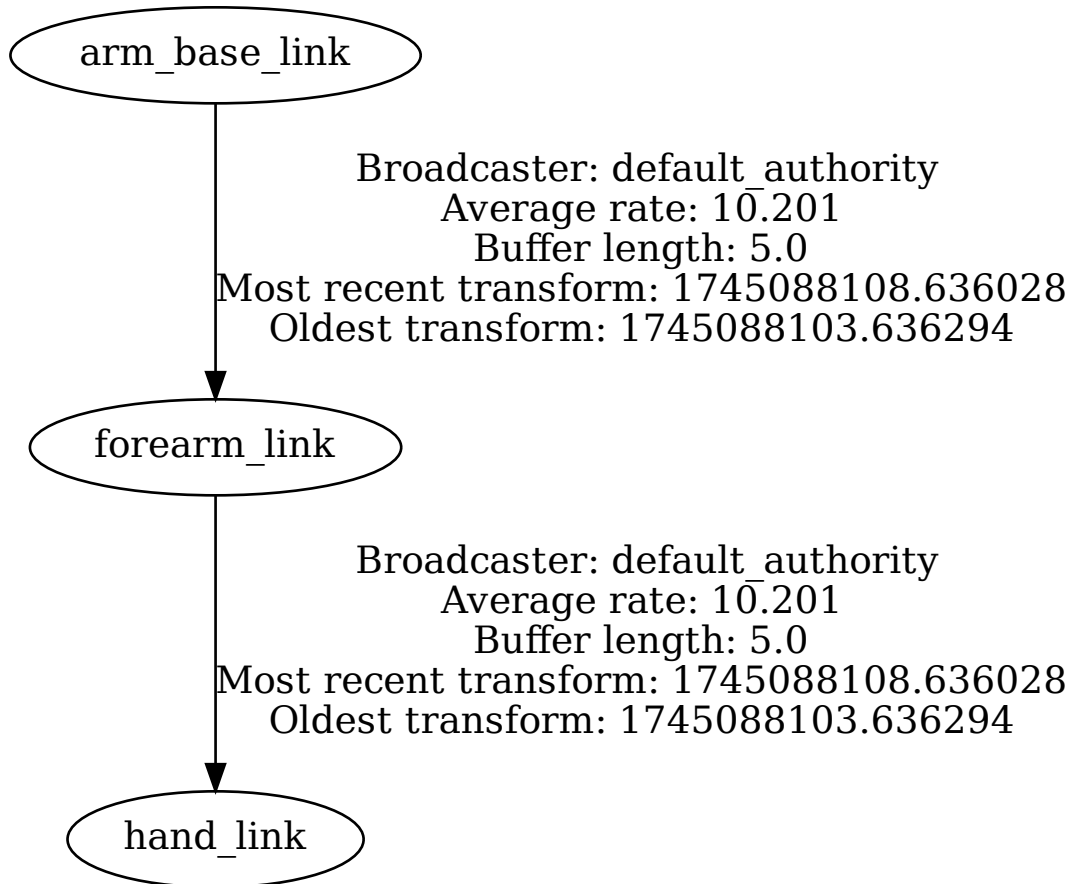 arm_base_link
Broadcaster: default_authority
Average rate: 10.201
Buffer length: 5.0
Most recent transform: 1745088108.636028
Oldest transform: 1745088103.636294
forearm_link
Broadcaster: default_authority
Average rate: 10.201
Buffer length: 5.0
Most recent transform: 1745088108.636028
Oldest transform: 1745088103.636294
hand_link